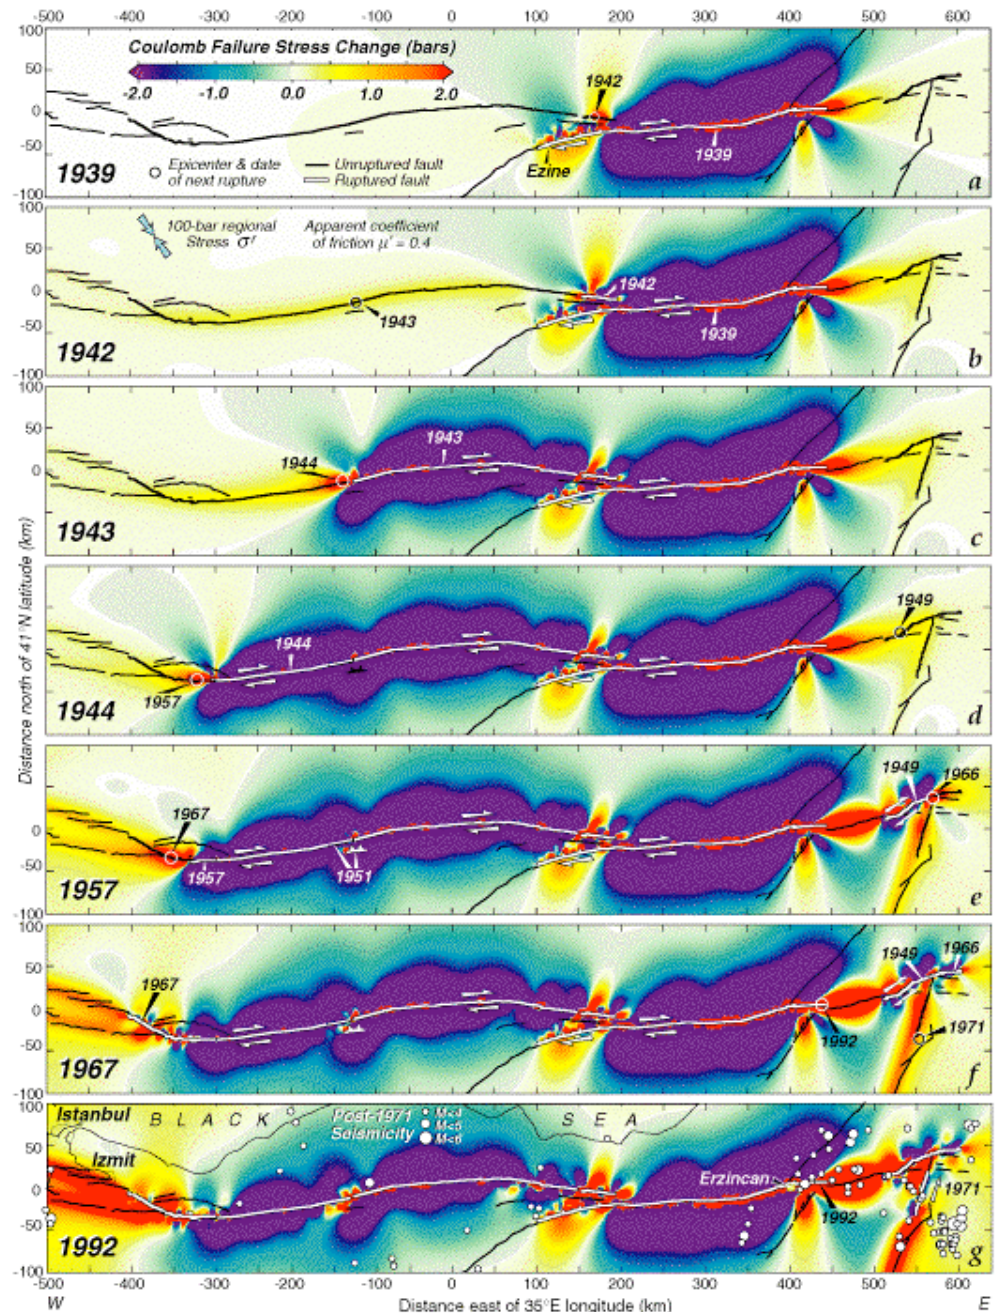 -500 -400 -300 -200 -100 0 100 200 300 400 500 600
Coulomb Failure Stress Change (bars)
-2.0 -1.0 0.0 1.0 2.0
100
50
0
-50
-100
1942
Epicenter & date
of next rupture
Unruptured fault
Ruptured fault
Ezine
1939
1939
a
100
50
0
-50
-100
100-bar regional
Stress σʳ
Apparent coefficient
of friction μ' = 0.4
1942
1943
1939
1942
b
100
50
0
-50
-100
1943
1944
1943
c
1949
1944
1957
1944
d
100
50
0
-50
-100
1949
1966
1967
1957
1951
1957
e
100
50
0
-50
-100
1967
1949
1966
1992
1971
1967
f
100
50
0
-50
-100
Istanbul
BLACK
SEA
Post-1971
Seismicity
M<4
M<5
M<6
Izmit
Erzincan
1971
1992
1992
g
-500 -400 -300 -200 -100 0 100 200 300 400 500 600
W
Distance east of 35°E longitude (km)
E
Distance north of 41°N latitude (km)